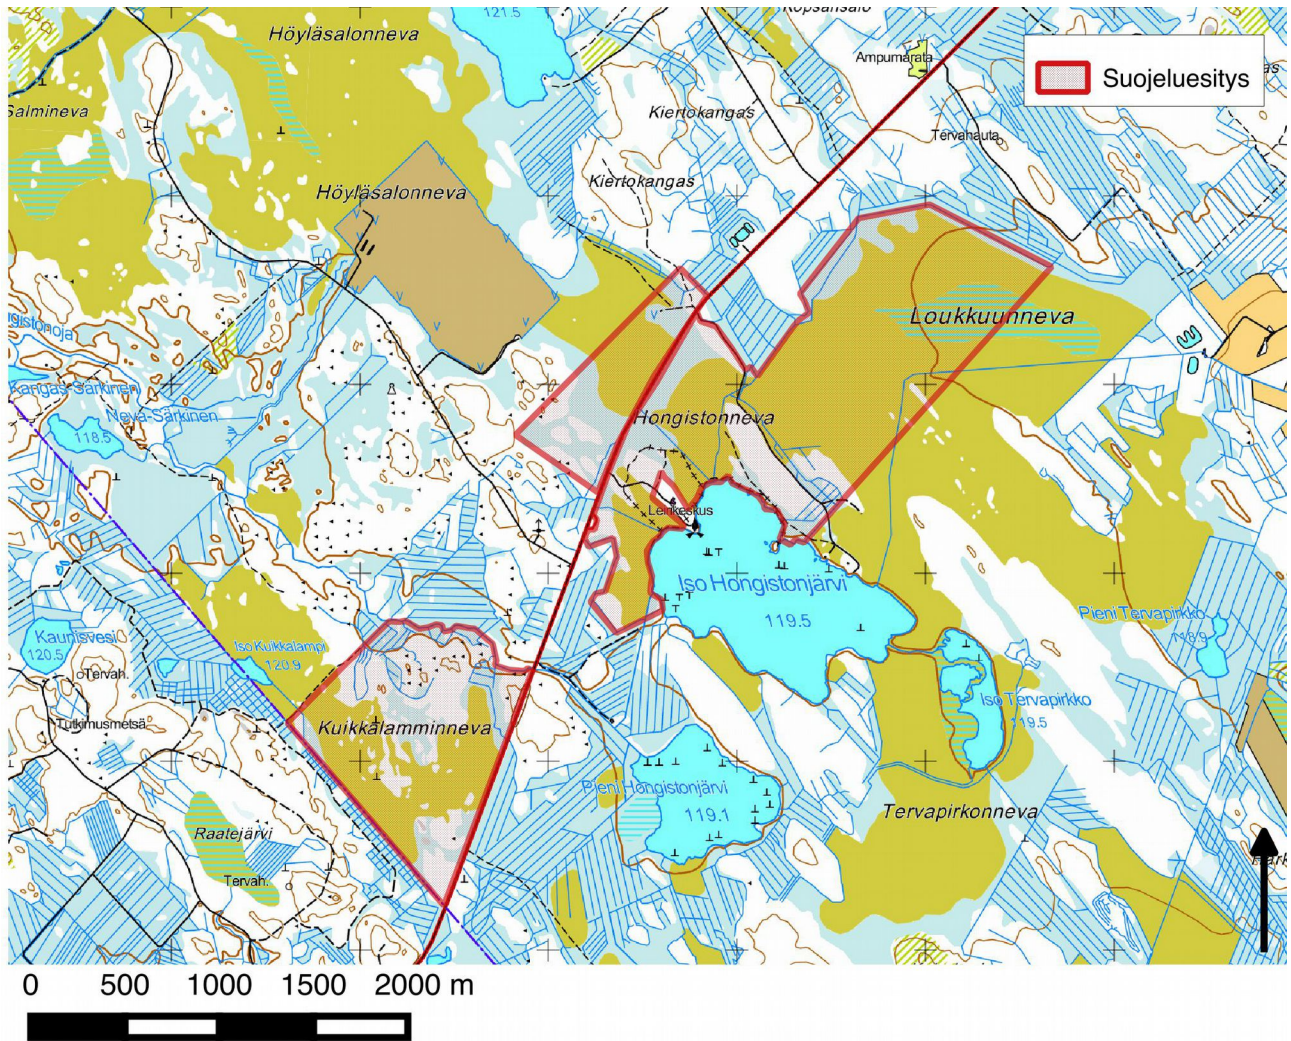 121.5
Höyläsalonneva
Ampumarata
Suojeluesitys
Salmineva
Kiertokangas
Tervahauta
Kiertokangas
Höyläsalonneva
Loukkuunneva
Kangas-Särkinen
Neva-Särkinen
118.5
Hongistonneva
Leirikeskus
Iso Hongistonjärvi
119.5
Pieni Tervapirkko
118.9
Kaunisvesi
120.5
Iso Kuikkalampi
120.9
Tervah.
Iso Tervapirkko
119.5
Tutkimusmetsä
Kuikkalamminneva
Pieni Hongistonjärvi
119.1
Tervapirkonneva
Raatejärvi
Tervah.
0 500 1000 1500 2000 m